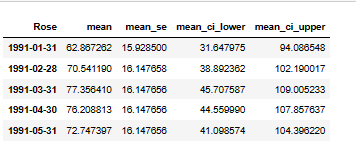 Rose mean mean_se mean_ci_lower mean_ci_upper
1991-01-31 62.867262 15.928500 31.647975 94.086548
1991-02-28 70.541190 16.147658 38.892362 102.190017
1991-03-31 77.356410 16.147656 45.707587 109.005233
1991-04-30 76.208813 16.147656 44.559990 107.857637
1991-05-31 72.747397 16.147656 41.098574 104.396220